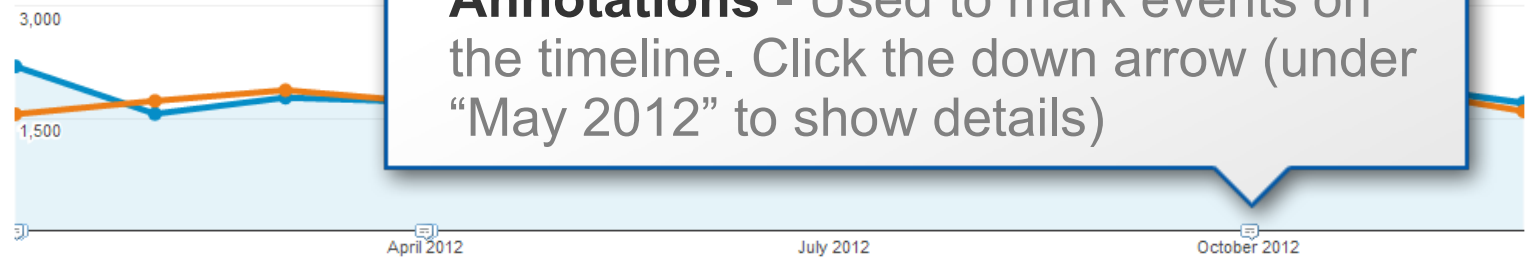 3,000
Annotations - Used to mark events on
the timeline. Click the down arrow (under
“May 2012” to show details)
1,500
April 2012
July 2012
October 2012